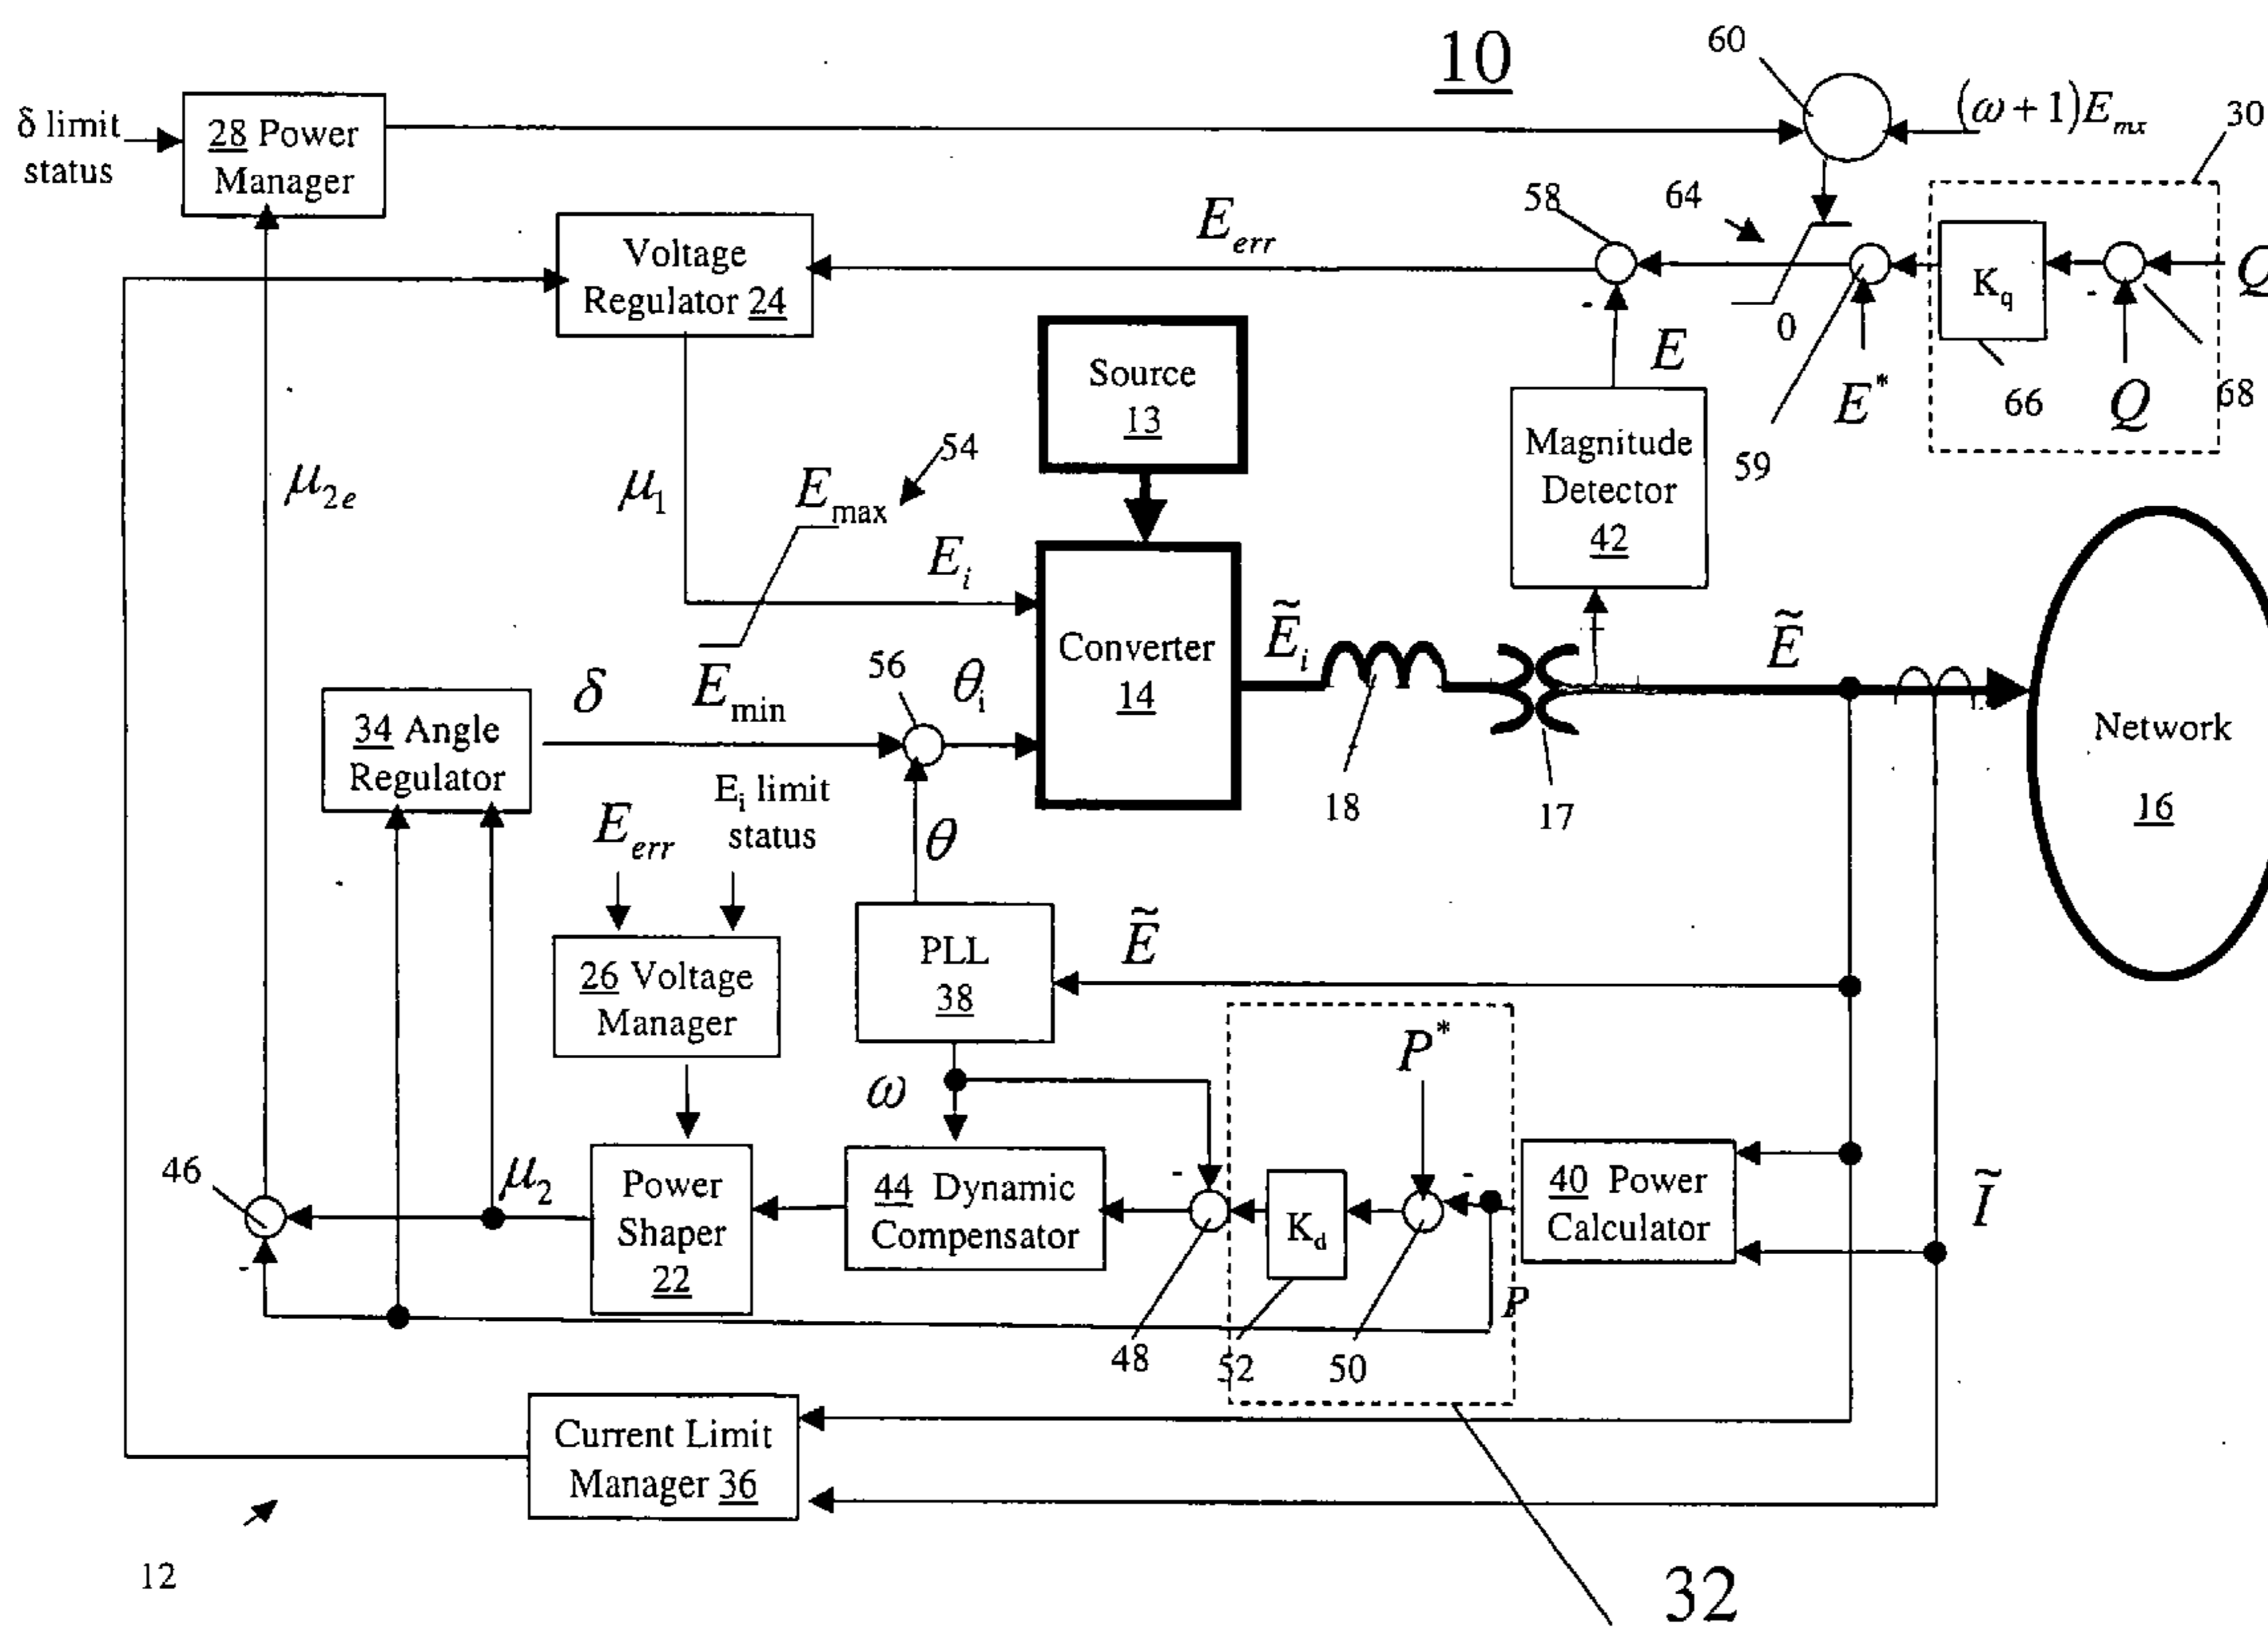 10
60
(ω + 1)E_mx
30
δ limit
status
28 Power
Manager
58
64
E_err
Voltage
Regulator 24
K_q
0
E
E*
66
Q
68
59
Source
13
Magnitude
Detector
42
μ_2e
μ_1
E_max
54
E_i
Ẽ_i
Ẽ
Converter
14
56
θ_i
δ
E_min
34 Angle
Regulator
18
17
Network
16
E_err
E_i limit
status
θ
PLL
38
Ẽ
26 Voltage
Manager
P*
ω
46
μ_2
Power
Shaper
22
44 Dynamic
Compensator
-
K_d
-
40 Power
Calculator
Ĩ
-
P
48
52
50
Current Limit
Manager 36
12
32